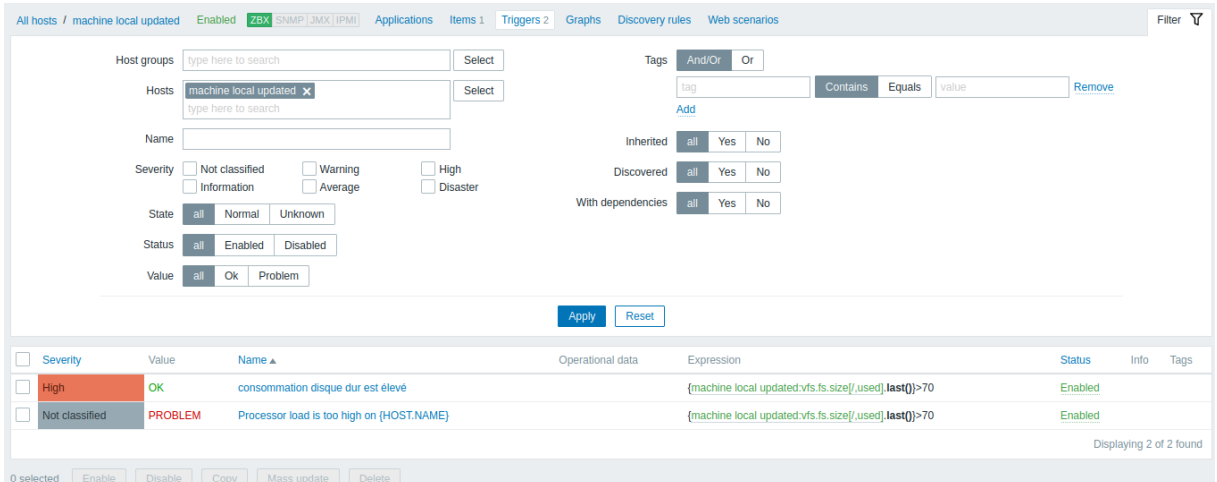 All hosts / machine local updated Enabled ZBX SNMP JMX IPMI Applications Items 1 Triggers 2 Graphs Discovery rules Web scenarios Filter
Host groups type here to search Select
Hosts machine local updated Select
type here to search
Name
Severity Not classified Warning High
Information Average Disaster
State all Normal Unknown
Status all Enabled Disabled
Value all Ok Problem
Tags And/Or Or
tag Contains Equals value Remove
Add
Inherited all Yes No
Discovered all Yes No
With dependencies all Yes No
Apply Reset
Severity Value Name Operational data Expression Status Info Tags
High OK consommation disque dur est élevé {machine local updated:vfs.fs.size[/,used].last()}>70 Enabled
Not classified PROBLEM Processor load is too high on {HOST.NAME} {machine local updated:vfs.fs.size[/,used].last()}>70 Enabled
Displaying 2 of 2 found
0 selected Enable Disable Copy Mass update Delete